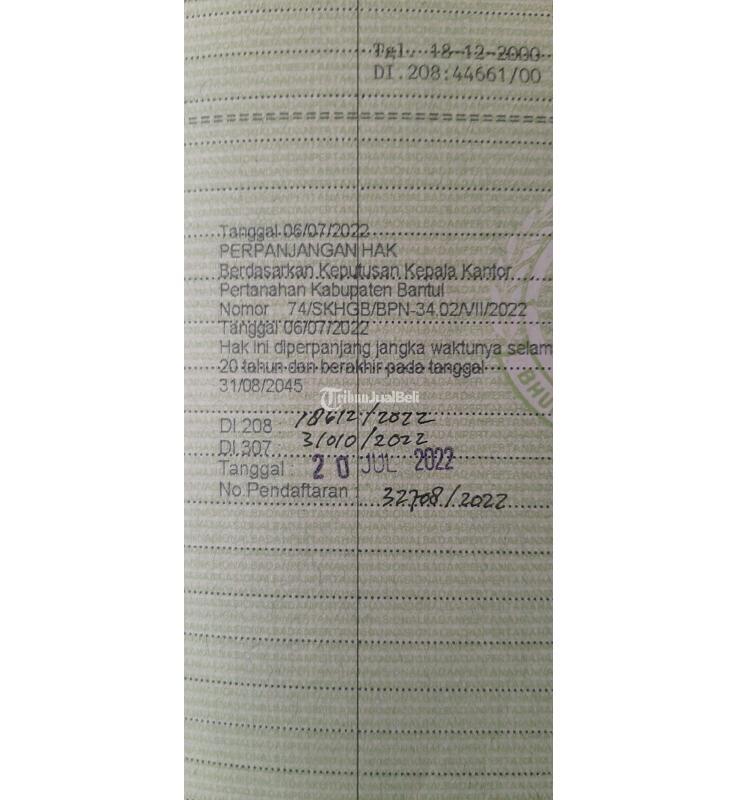 Tgl. 18-12-2000
DI.208:44661/00
Tanggal 06/07/2022
PERPANJANGAN HAK
Berdasarkan Keputusan Kepala Kantor
Pertanahan Kabupaten Bantul
Nomor 74/SKHGB/BPN-34.02/VII/2022
Tanggal 06/07/2022
Hak ini diperpanjang jangka waktunya selam
20 tahun dan berakhir pada tanggal
31/08/2045
TribunJualBeli
DI 208 : 18612/2022
DI.307 31010/2022
Tanggal : 20 JUL 2022
No.Pendaftaran : 32708/2022
BHU